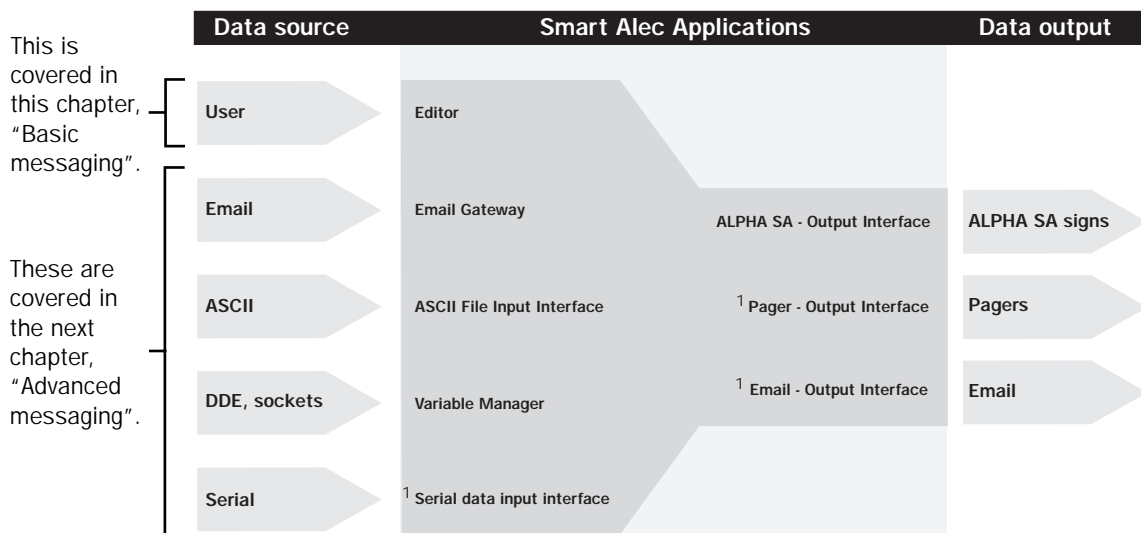 Data source Smart Alec Applications Data output
This is
covered in
this chapter,
“Basic
messaging”.
User Editor
Email Email Gateway
ALPHA SA - Output Interface ALPHA SA signs
These are
covered in
the next
chapter,
“Advanced
messaging”.
ASCII ASCII File Input Interface
1 Pager - Output Interface Pagers
1 Email - Output Interface Email
DDE, sockets Variable Manager
Serial 1 Serial data input interface